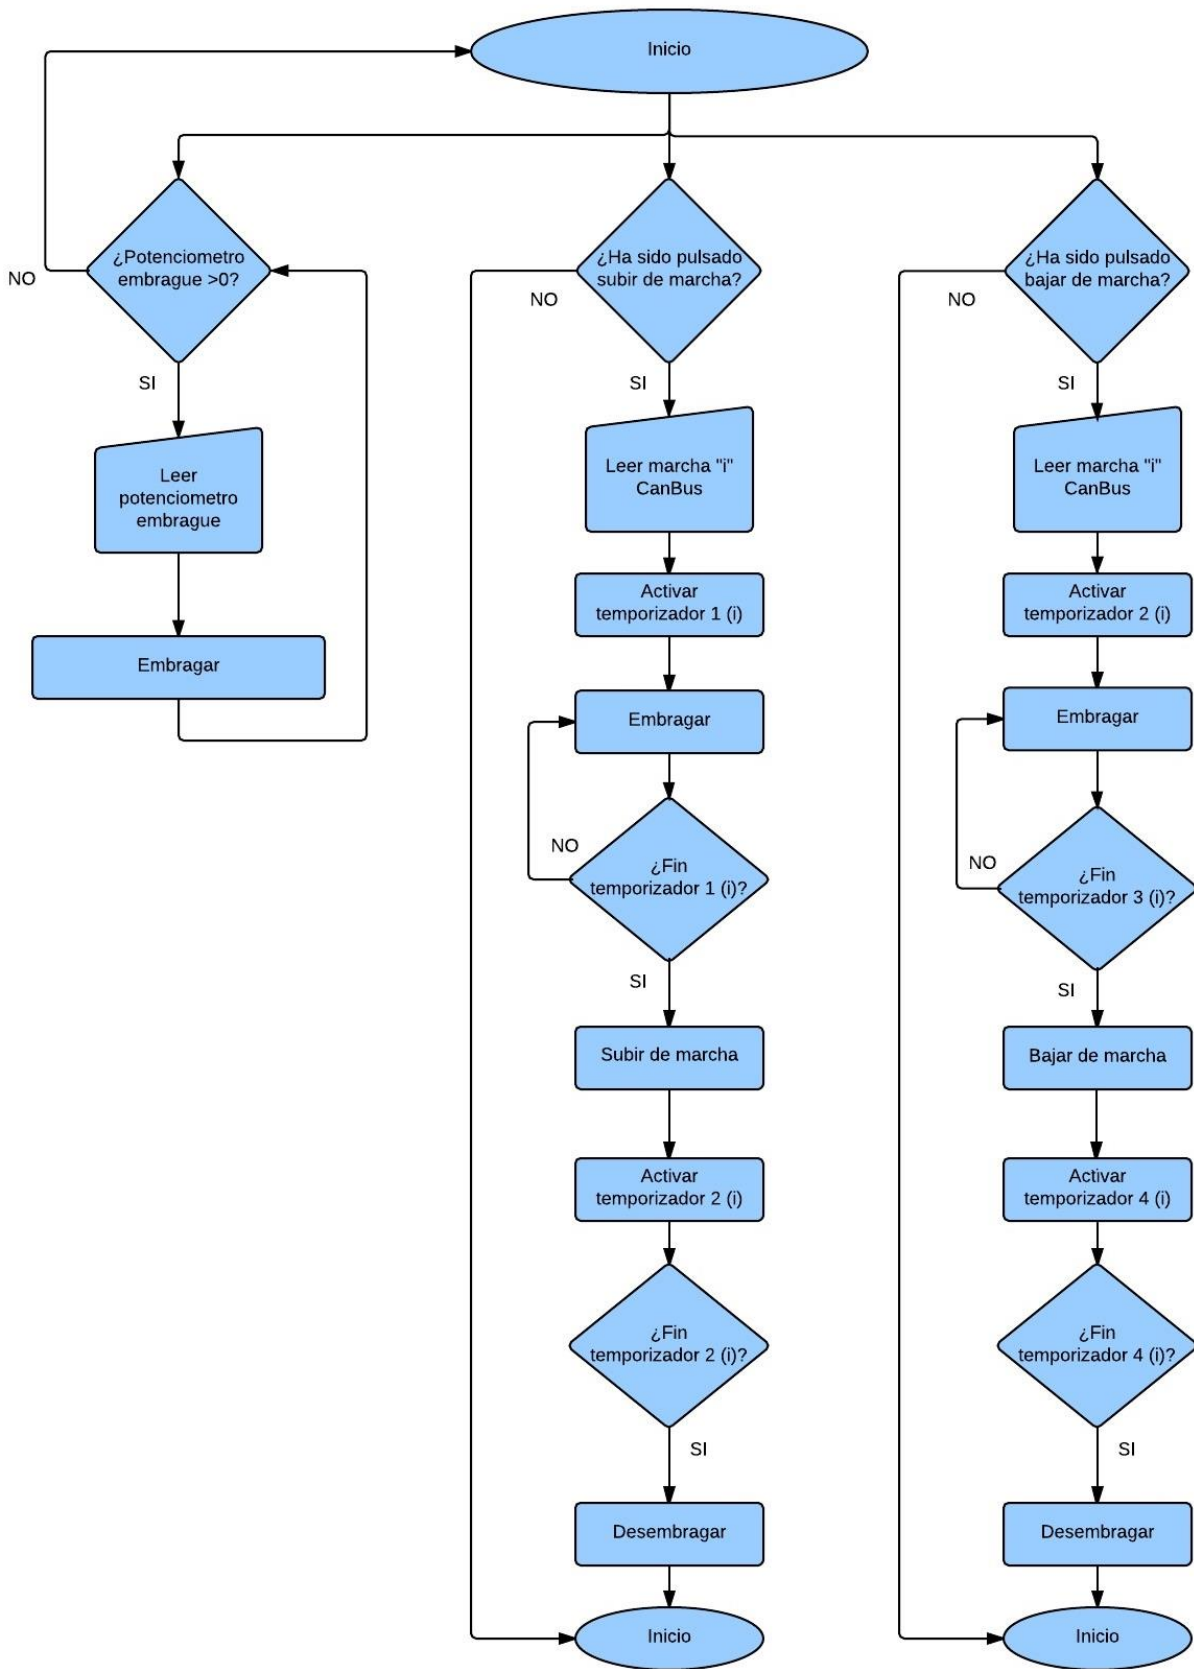 Inicio
¿Potenciometro
embrague >0?
NO
SI
Leer
potenciometro
embrague
Embragar
¿Ha sido pulsado
subir de marcha?
NO
SI
Leer marcha "i"
CanBus
Activar
temporizador 1 (i)
Embragar
NO
¿Fin
temporizador 1 (i)?
SI
Subir de marcha
Activar
temporizador 2 (i)
¿Fin
temporizador 2 (i)?
SI
Desembragar
Inicio
¿Ha sido pulsado
bajar de marcha?
NO
SI
Leer marcha "i"
CanBus
Activar
temporizador 2 (i)
Embragar
NO
¿Fin
temporizador 3 (i)?
SI
Bajar de marcha
Activar
temporizador 4 (i)
¿Fin
temporizador 4 (i)?
SI
Desembragar
Inicio